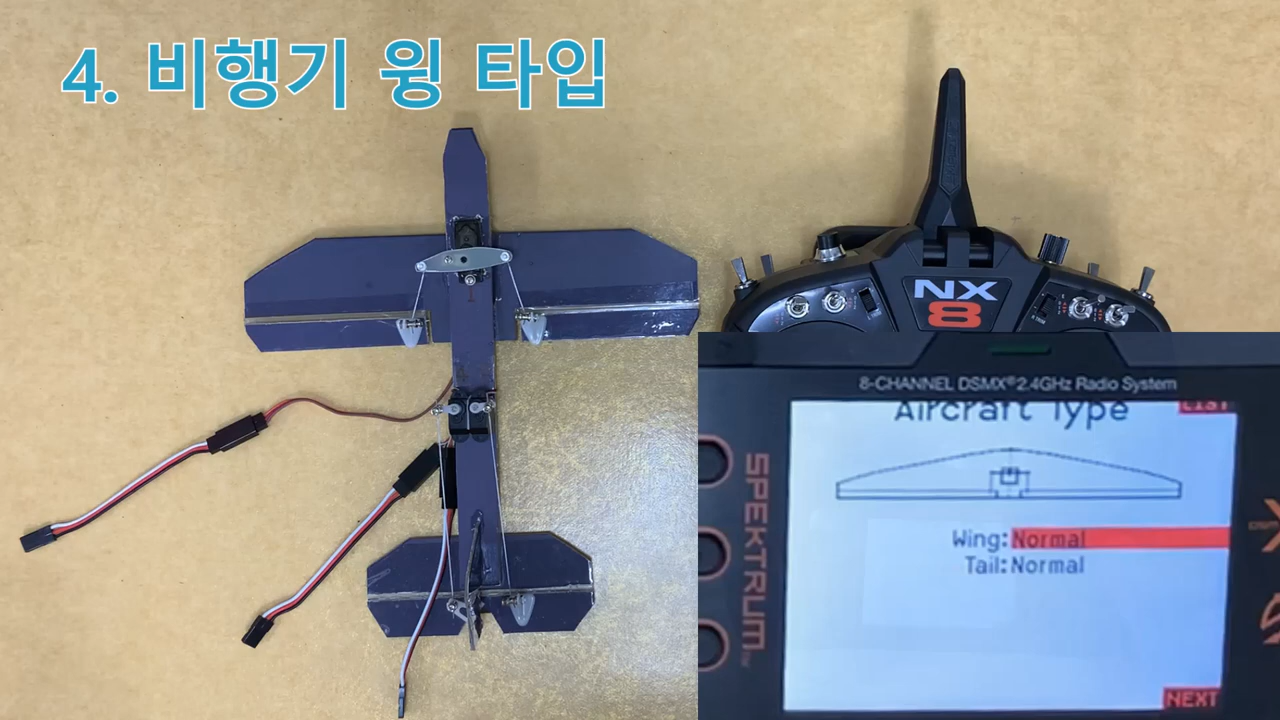 4. 비행기 윙 타입
NX
8
8-CHANNEL DSMX® 2.4GHz Radio System
Aircraft Type
LIST
Wing: Normal
Tail: Normal
NEXT
SPEKTRUM